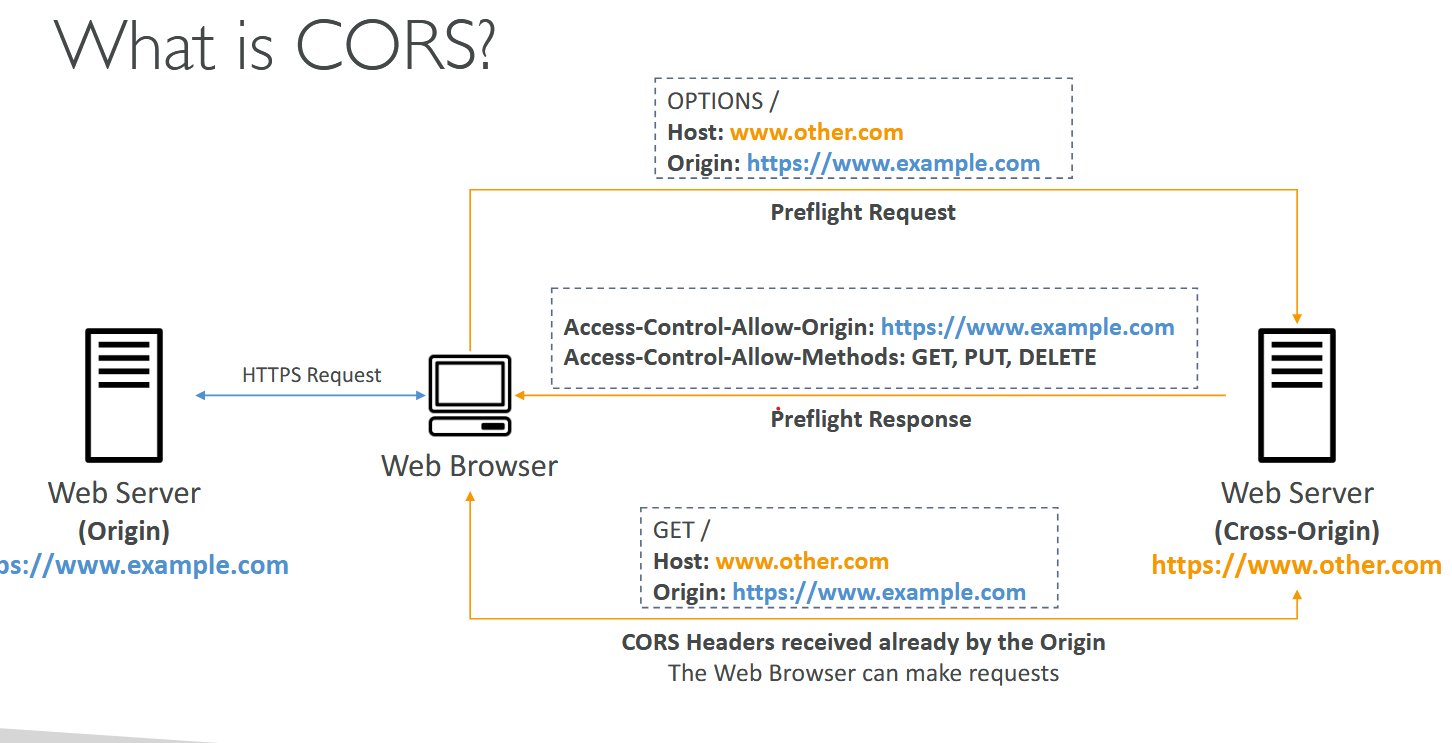 What is CORS?
OPTIONS /
Host: www.other.com
Origin: https://www.example.com
Preflight Request
Access-Control-Allow-Origin: https://www.example.com
Access-Control-Allow-Methods: GET, PUT, DELETE
Preflight Response
HTTPS Request
Web Browser
Web Server
(Origin)
ps://www.example.com
Web Server
(Cross-Origin)
https://www.other.com
GET /
Host: www.other.com
Origin: https://www.example.com
CORS Headers received already by the Origin
The Web Browser can make requests